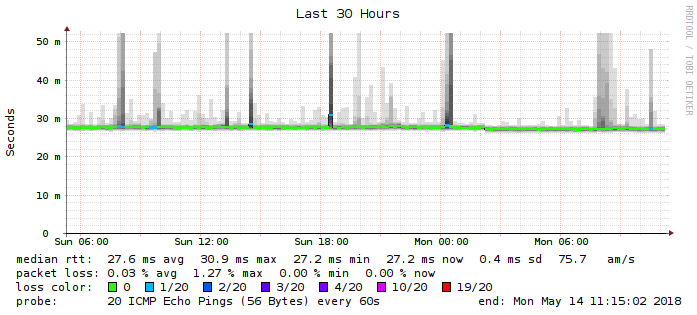 Last 30 Hours
RRDTOOL / TOBI OETIKER
Seconds
50 m
40 m
30 m
20 m
10 m
0
Sun 06:00 Sun 12:00 Sun 18:00 Mon 00:00 Mon 06:00
median rtt: 27.6 ms avg 30.9 ms max 27.2 ms min 27.2 ms now 0.4 ms sd 75.7 am/s
packet loss: 0.03 % avg 1.27 % max 0.00 % min 0.00 % now
loss color: 0 1/20 2/20 3/20 4/20 10/20 19/20
probe: 20 ICMP Echo Pings (56 Bytes) every 60s end: Mon May 14 11:15:02 2018